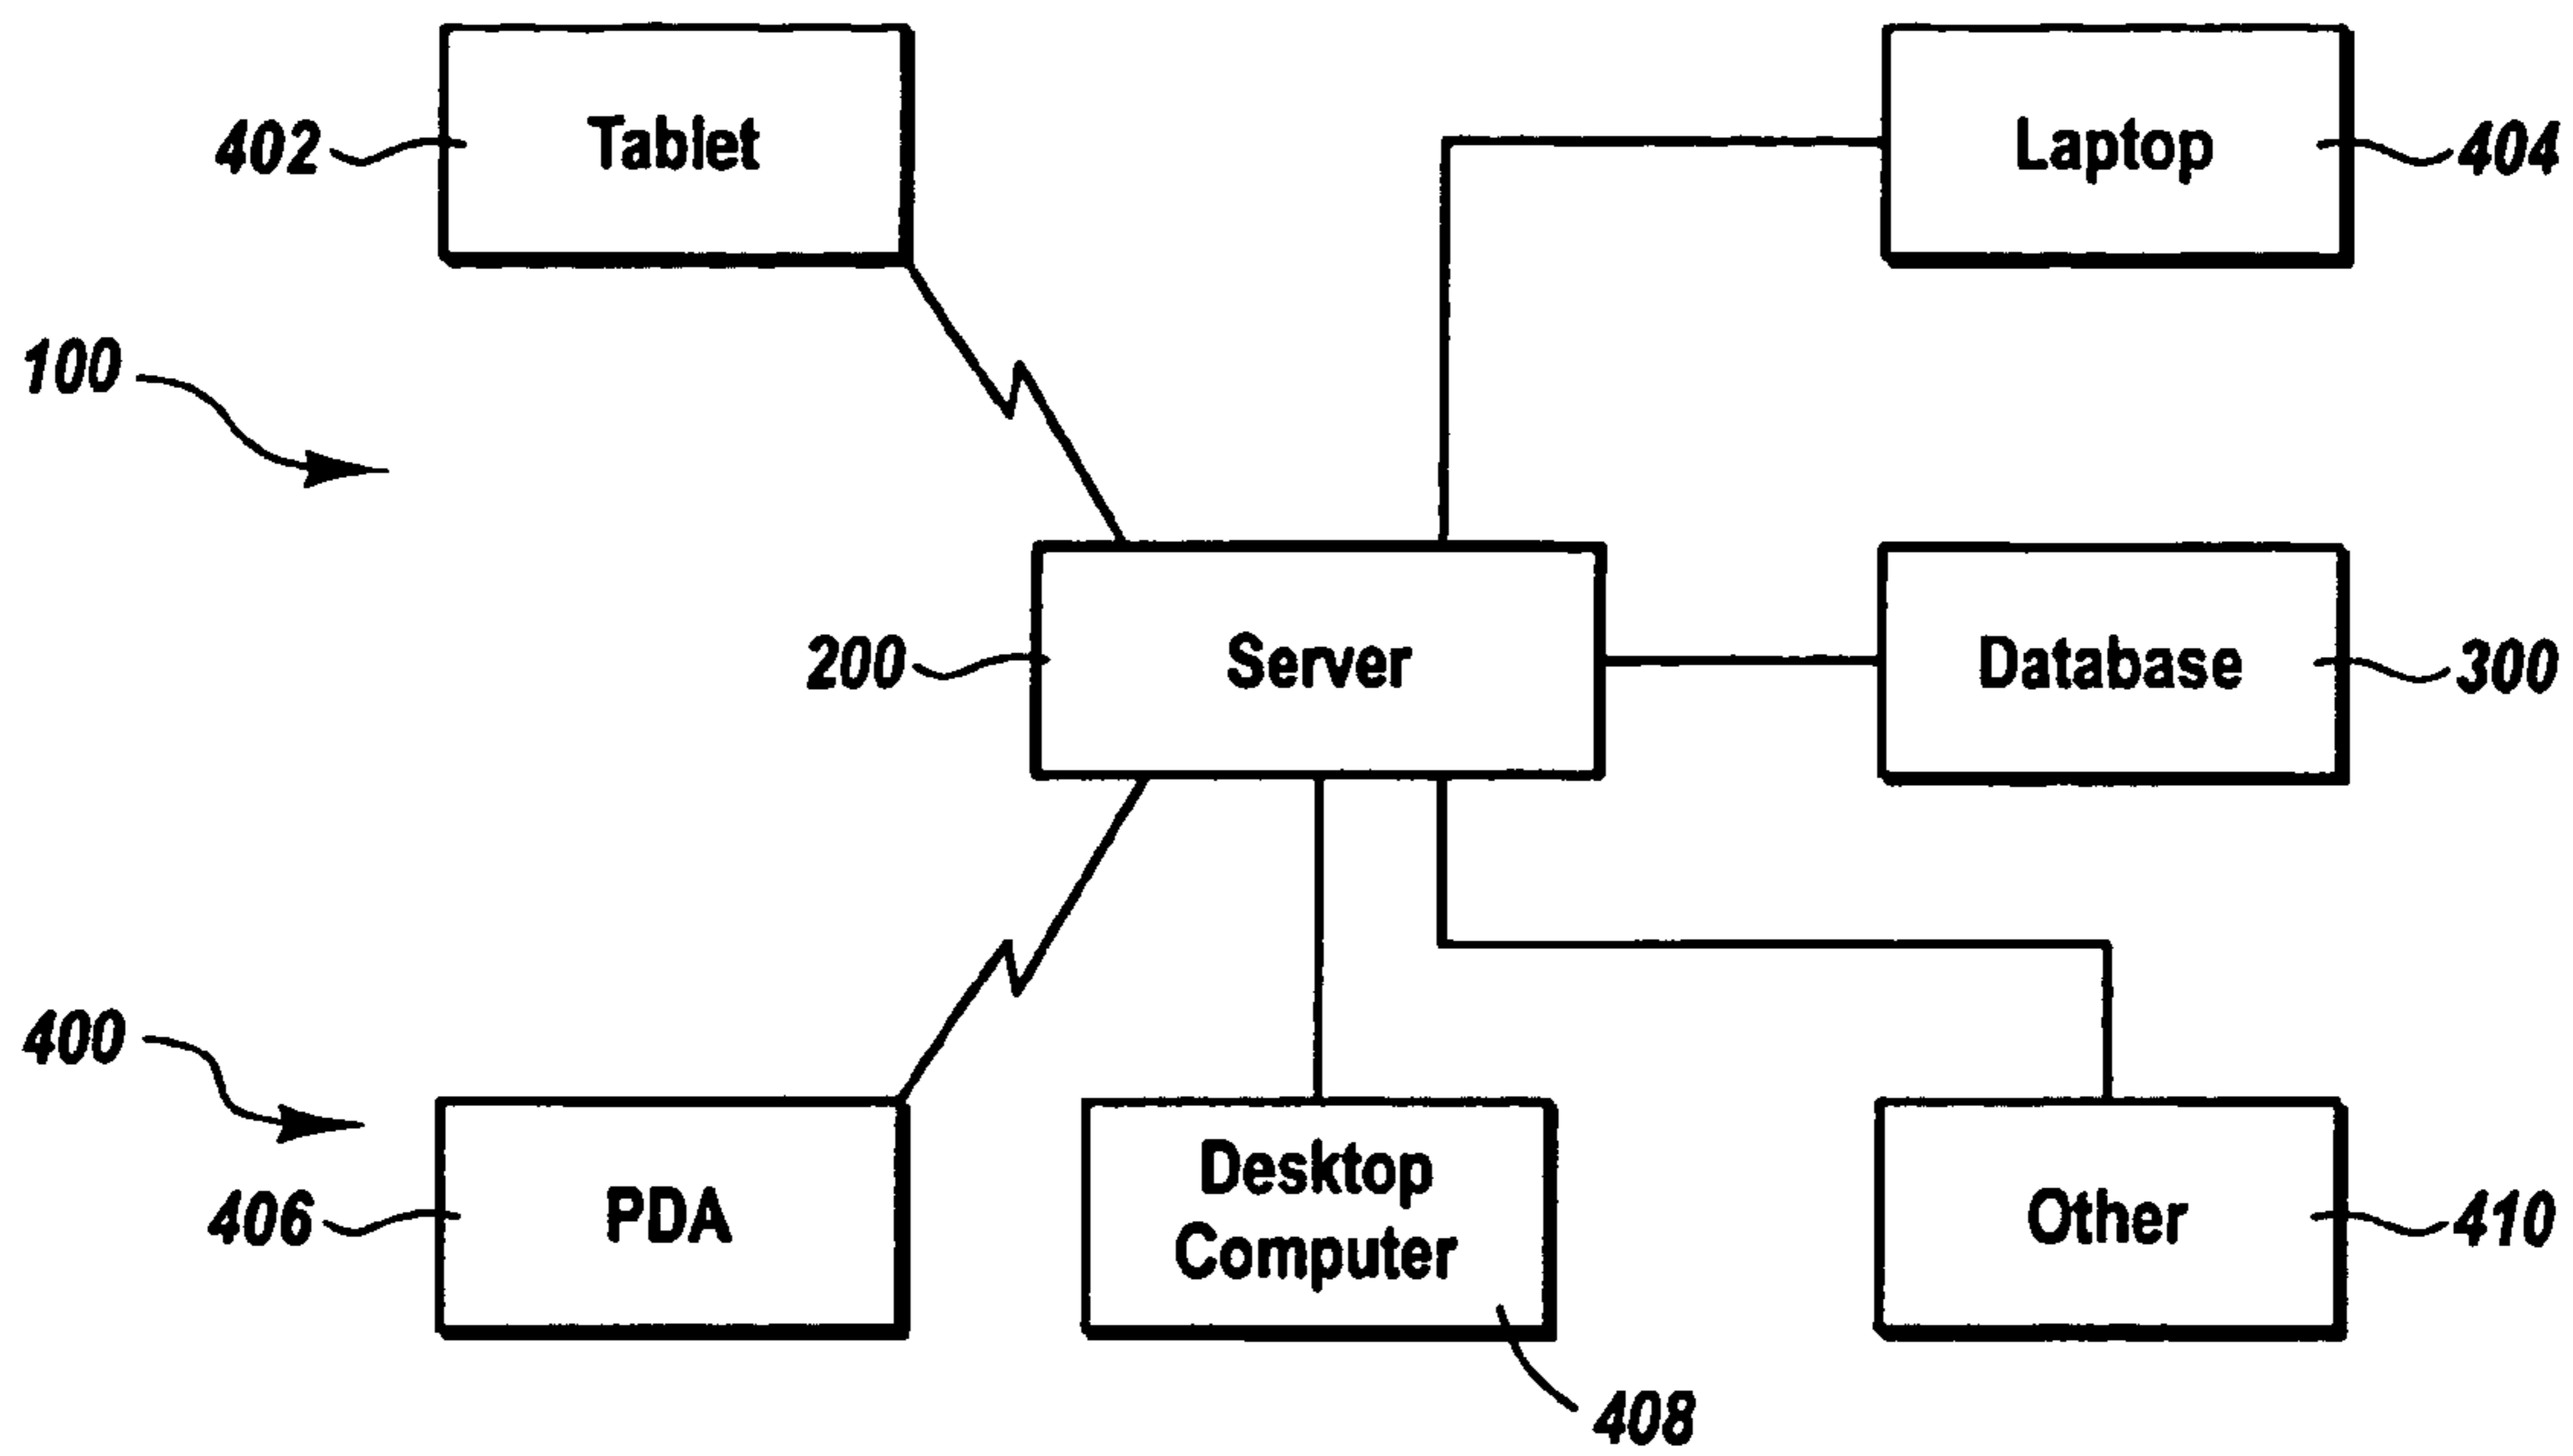 402
Tablet
Laptop
404
100
200
Server
Database
300
400
406
PDA
Desktop
Computer
Other
410
408